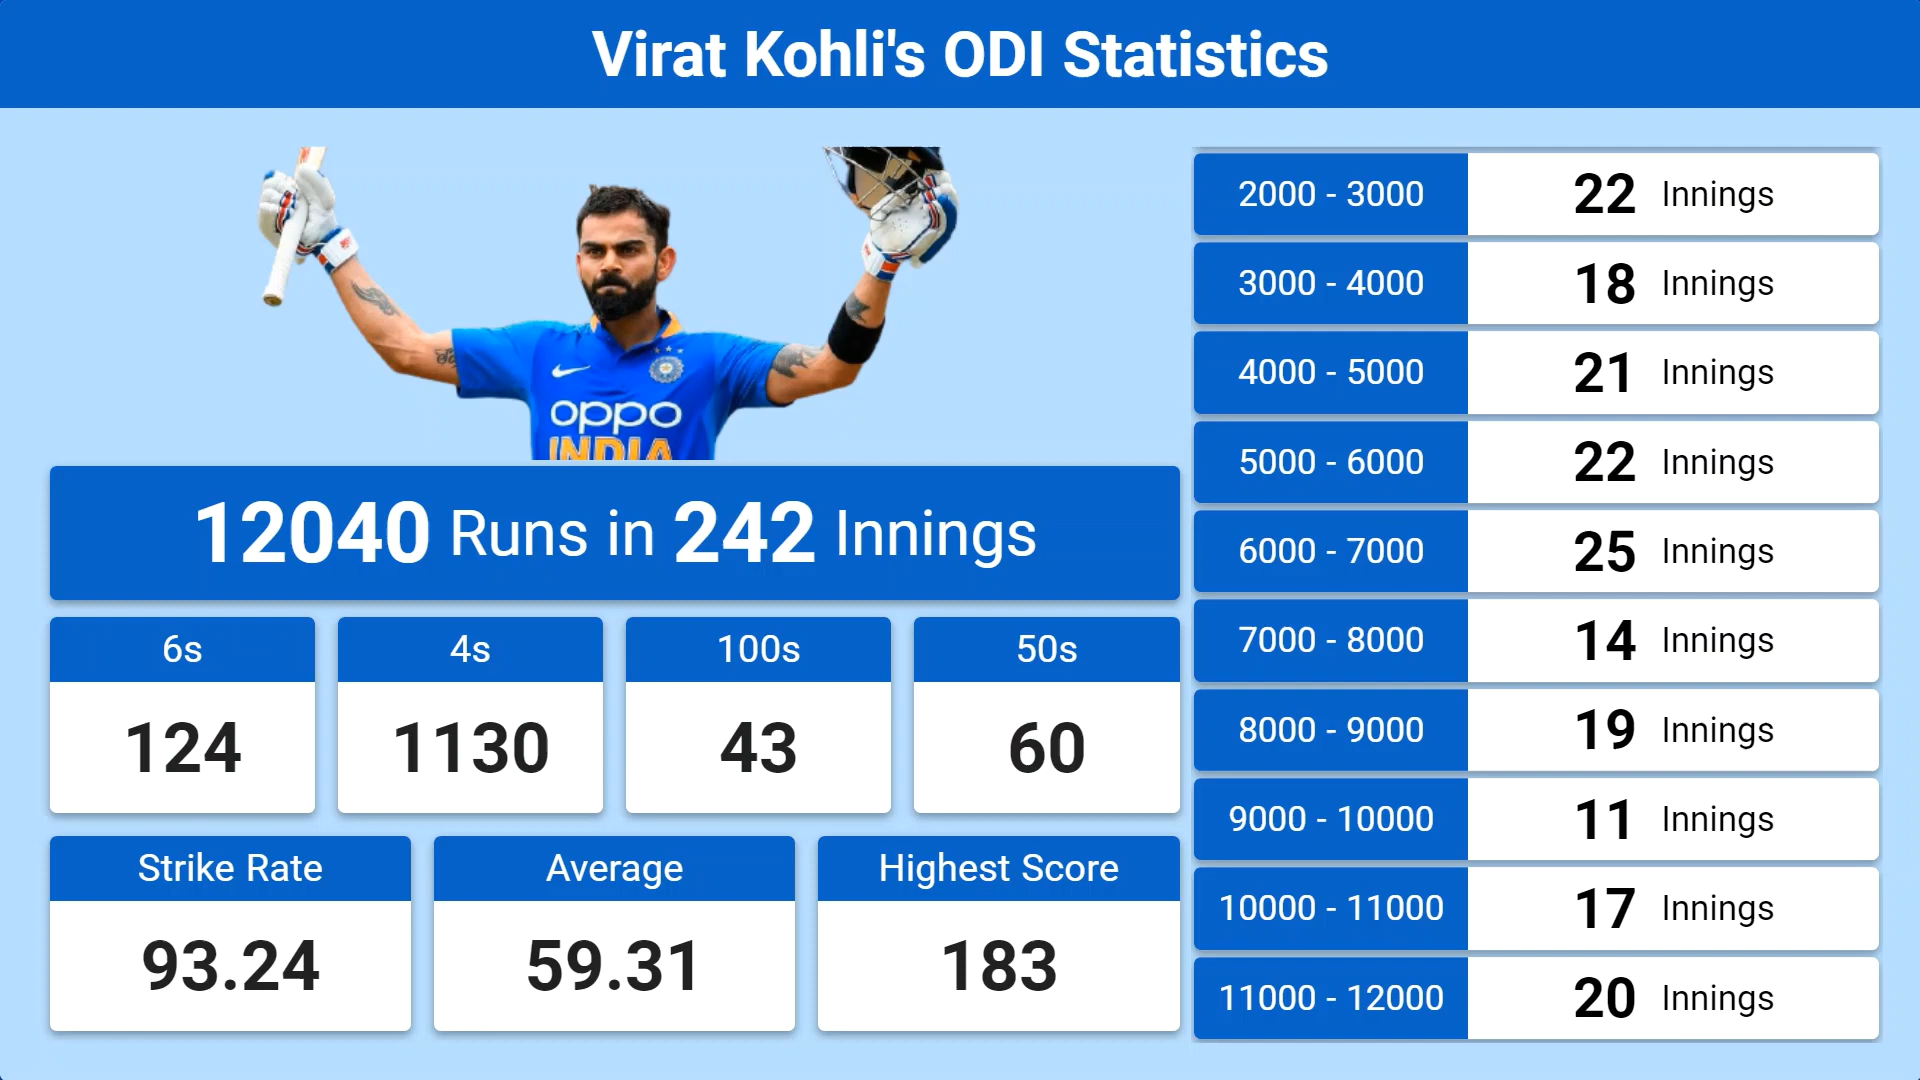 Virat Kohli's ODI Statistics
oppo
INDIA
12040 Runs in 242 Innings
6s
124
4s
1130
100s
43
50s
60
Strike Rate
93.24
Average
59.31
Highest Score
183
2000 - 3000 22 Innings
3000 - 4000 18 Innings
4000 - 5000 21 Innings
5000 - 6000 22 Innings
6000 - 7000 25 Innings
7000 - 8000 14 Innings
8000 - 9000 19 Innings
9000 - 10000 11 Innings
10000 - 11000 17 Innings
11000 - 12000 20 Innings